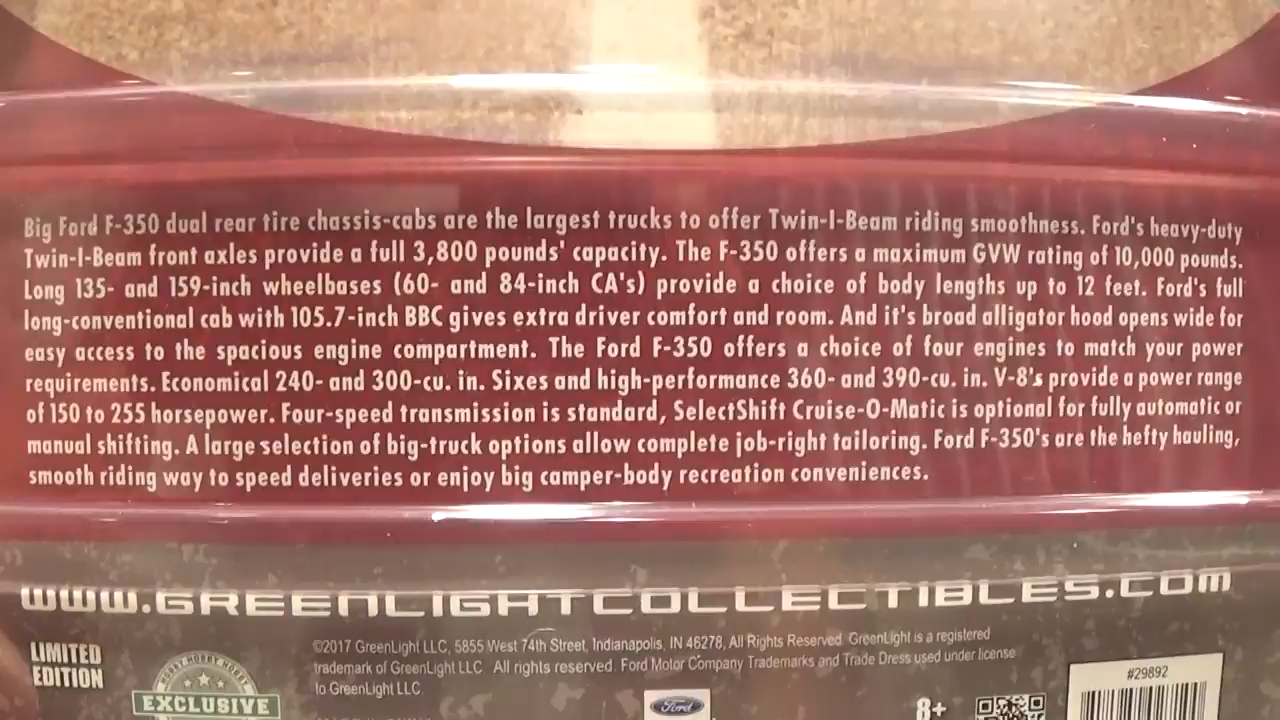 Big Ford F-350 dual rear tire chassis-cabs are the largest trucks to offer Twin-I-Beam riding smoothness. Ford's heavy-duty
Twin-I-Beam front axles provide a full 3,800 pounds' capacity. The F-350 offers a maximum GVW rating of 10,000 pounds.
Long 135- and 159-inch wheelbases (60- and 84-inch CA's) provide a choice of body lengths up to 12 feet. Ford's full
long-conventional cab with 105.7-inch BBC gives extra driver comfort and room. And it's broad alligator hood opens wide for
easy access to the spacious engine compartment. The Ford F-350 offers a choice of four engines to match your power
requirements. Economical 240- and 300-cu. in. Sixes and high-performance 360- and 390-cu. in. V-8's provide a power range
of 150 to 255 horsepower. Four-speed transmission is standard, SelectShift Cruise-O-Matic is optional for fully automatic or
manual shifting. A large selection of big-truck options allow complete job-right tailoring. Ford F-350's are the hefty hauling,
smooth riding way to speed deliveries or enjoy big camper-body recreation conveniences.
www.GREENLIGHTCOLLECTIBLES.com
LIMITED
EDITION
HOBBY HOBBY HOBBY
EXCLUSIVE
©2017 GreenLight LLC, 5855 West 74th Street, Indianapolis, IN 46278, All Rights Reserved. GreenLight is a registered
trademark of GreenLight LLC. All rights reserved. Ford Motor Company Trademarks and Trade Dress used under license
to GreenLight LLC.
Ford
8+
#29892